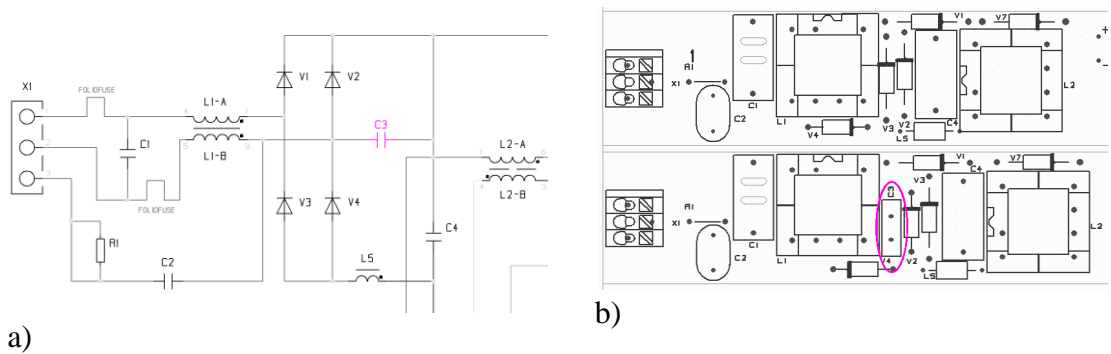 X1
1
2
3
FOLIOFUSE
FOLIOFUSE
C1
4
L1-A
1
5
L1-B
8
R1
C2
V1
V2
C3
V3
V4
L5
C4
L2-A
1
6
4
3
L2-B
a)
X1
1
R1
C2
C1
L1
V4
V3
V2
V1
L5
C4
V7
L2
+
X1
R1
C2
C1
L1
C3
V4
V2
V3
V1
L5
C4
V7
L2
b)